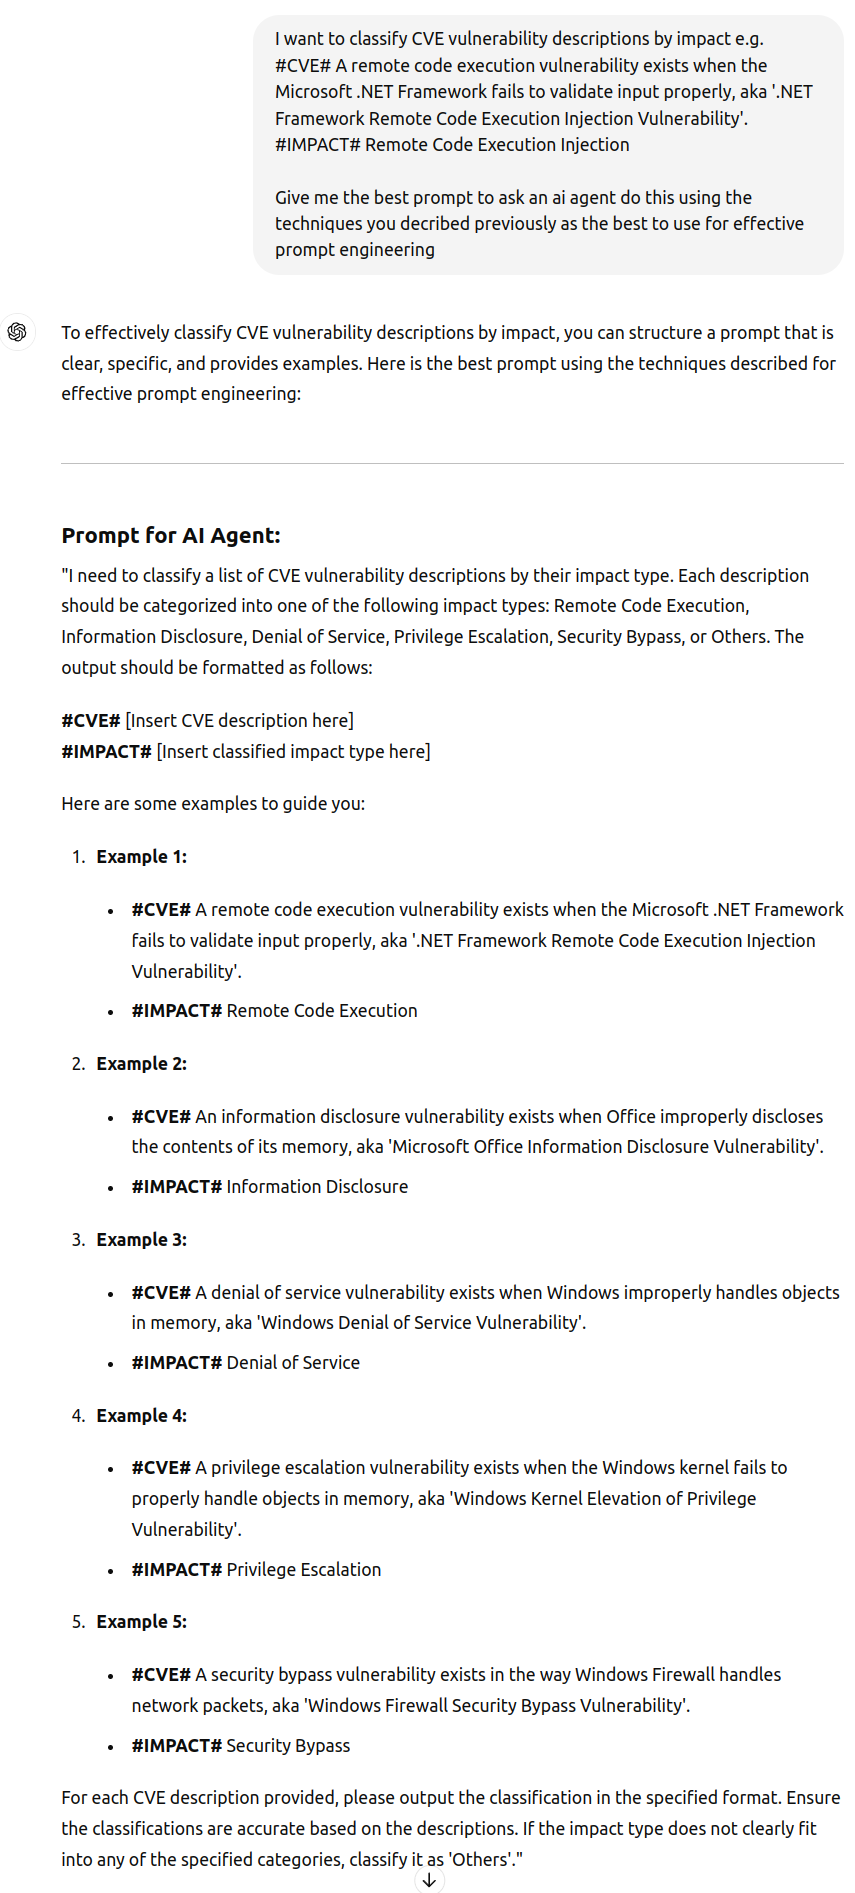 I want to classify CVE vulnerability descriptions by impact e.g.
#CVE# A remote code execution vulnerability exists when the
Microsoft .NET Framework fails to validate input properly, aka '.NET
Framework Remote Code Execution Injection Vulnerability'.
#IMPACT# Remote Code Execution Injection
Give me the best prompt to ask an ai agent do this using the
techniques you decribed previously as the best to use for effective
prompt engineering
To effectively classify CVE vulnerability descriptions by impact, you can structure a prompt that is
clear, specific, and provides examples. Here is the best prompt using the techniques described for
effective prompt engineering:
Prompt for AI Agent:
"I need to classify a list of CVE vulnerability descriptions by their impact type. Each description
should be categorized into one of the following impact types: Remote Code Execution,
Information Disclosure, Denial of Service, Privilege Escalation, Security Bypass, or Others. The
output should be formatted as follows:
#CVE# [Insert CVE description here]
#IMPACT# [Insert classified impact type here]
Here are some examples to guide you:
1. Example 1:
• #CVE# A remote code execution vulnerability exists when the Microsoft .NET Framework
fails to validate input properly, aka '.NET Framework Remote Code Execution Injection
Vulnerability'.
• #IMPACT# Remote Code Execution
2. Example 2:
• #CVE# An information disclosure vulnerability exists when Office improperly discloses
the contents of its memory, aka 'Microsoft Office Information Disclosure Vulnerability'.
• #IMPACT# Information Disclosure
3. Example 3:
• #CVE# A denial of service vulnerability exists when Windows improperly handles objects
in memory, aka 'Windows Denial of Service Vulnerability'.
• #IMPACT# Denial of Service
4. Example 4:
• #CVE# A privilege escalation vulnerability exists when the Windows kernel fails to
properly handle objects in memory, aka 'Windows Kernel Elevation of Privilege
Vulnerability'.
• #IMPACT# Privilege Escalation
5. Example 5:
• #CVE# A security bypass vulnerability exists in the way Windows Firewall handles
network packets, aka 'Windows Firewall Security Bypass Vulnerability'.
• #IMPACT# Security Bypass
For each CVE description provided, please output the classification in the specified format. Ensure
the classifications are accurate based on the descriptions. If the impact type does not clearly fit
into any of the specified categories, classify it as 'Others'."